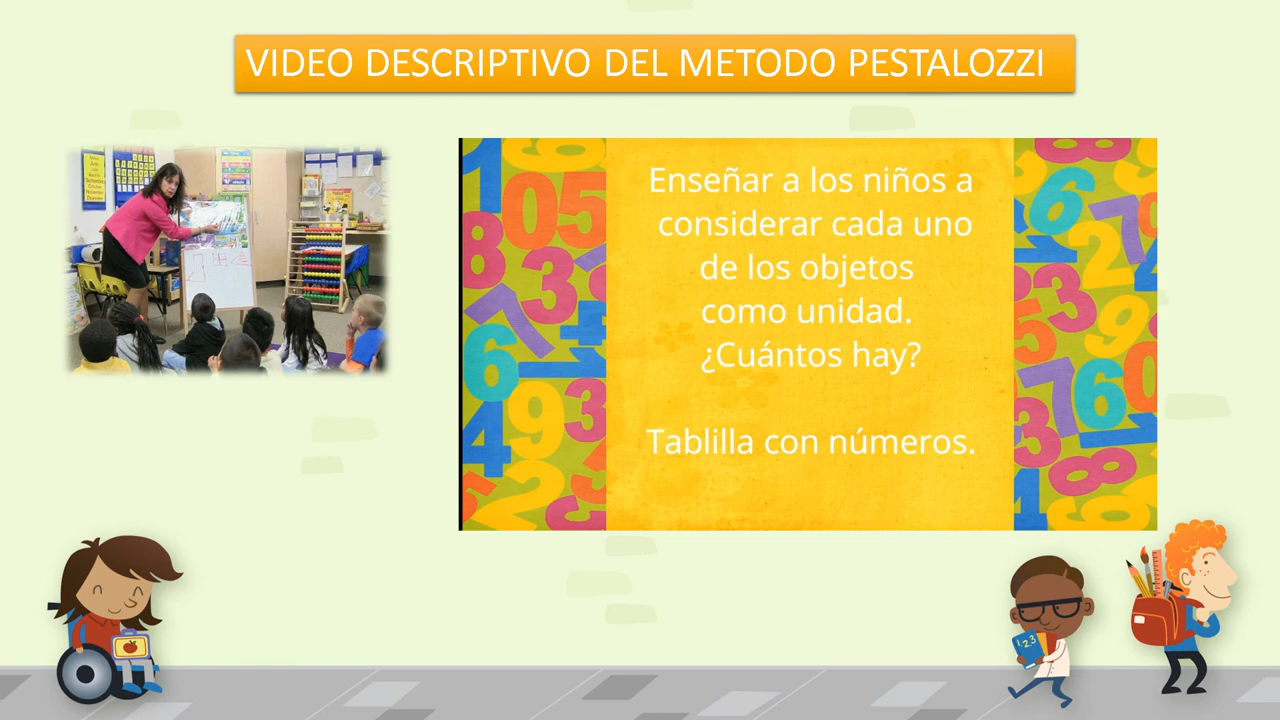 VIDEO DESCRIPTIVO DEL METODO PESTALOZZI
Enseñar a los niños a
considerar cada uno
de los objetos
como unidad.
¿Cuántos hay?
Tablilla con números.
123